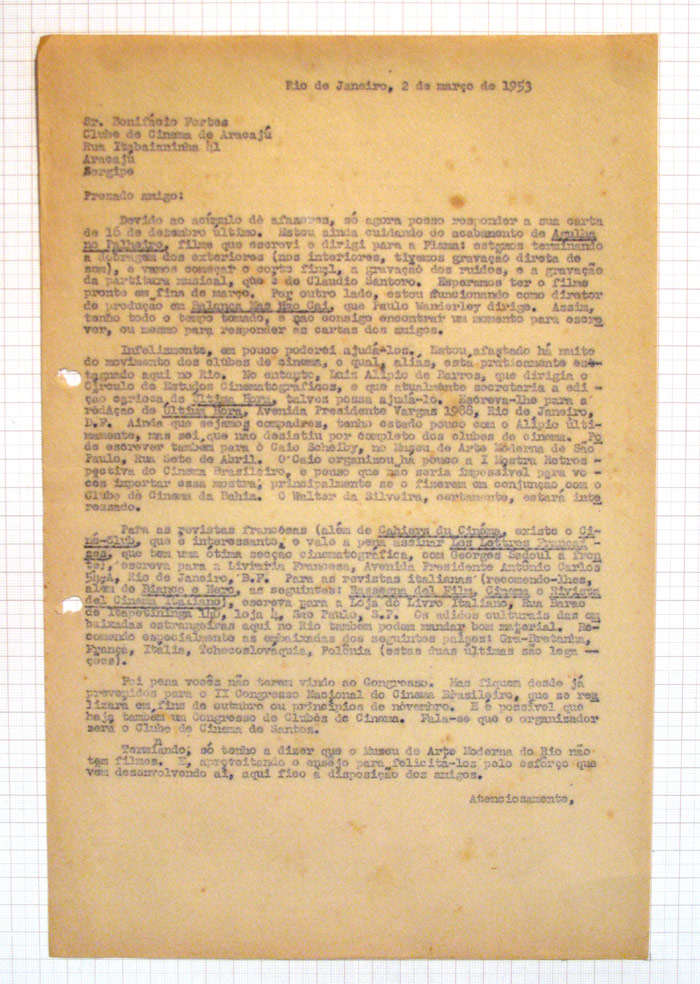 Rio de Janeiro, 2 de março de 1953
Sr. Bonifácio Fortes
Clube de Cinema de Aracajú
Rua Itabaianinha 41
Aracajú
Sergipe
Prezado amigo:
Devido ao acúmulo de afazeres, só agora posso responder a sua carta
de 16 de dezembro último. Estou ainda cuidando do acabamento de Agulha
no Palheiro, filme que escrevi e dirigi para a Flama: estamos terminando
a dobragem dos exteriores (nos interiores, tivemos gravação direta de
som), e vamos começar o corte final, a gravação dos ruidos, e a gravação
da partitura musical, que é de Claudio Santoro. Esperamos ter o filme
pronto em fins de março. Por outro lado, estou funcionando como diretor
de produção em Balança Mas Não Cai, que Paulo Wanderley dirige. Assim,
tenho todo o tempo tomado, e não consigo encontrar um momento para escre
ver, ou mesmo para responder as cartas dos amigos.
Infelizmente, em pouco poderei ajudá-los. Estou afastado há muito
do movimento dos clubes de cinema, o qual, alias, está praticamente es-
tagnado aqui no Rio. No entanto, Luis Alipio de Barros, que dirigia o
Círculo de Estudos Cinematográficos, e que atualmente secretaria a edi -
ção carioca de Última Hora, talvez possa ajudá-lo. Escreva-lhe para a
redação de Última Hora, Avenida Presidente Vargas 1988, Rio de Janeiro,
D.F. Ainda que sejamos compadres, tenho estado pouco com o Alípio últi-
mamente, mas sei que não desistiu por completo dos clubes de cinema. Po
de escrever também para o Caio Scheiby, no Museu de Arte Moderna de São
Paulo, Rua Sete de Abril. O Caio organizou há pouco a I Mostra Retros -
pectiva do Cinema Brasileiro, e penso que não seria impossível para vo-
cês importar essa mostra, principalmente se o fizerem em conjunção com o
Clube de Cinema da Bahia. O Walter da Silveira, certamente, estará inte
ressado.
Para as revistas francêsas (além de Cahiers du Cinéma, existe o Ci-
né-Club, que é interessante, e vale a pena assinar Les Lettres Françai -
ses, que tem uma ótima secção cinematográfica, com Georges Sadoul a fron
te), escreva para a Livraria Francesa, Avenida Presidente Antonio Carlos
54-A, Rio de Janeiro, D.F. Para as revistas italianas (recomendo-lhes,
além de Bianco e Nero, as seguintes: Rassegna del Film, Cinema e Rivista
del Cinema Italiano), escreva para a Loja do Livro Italiano, Rua Barão
de Itapetininga 140, loja 4, São Paulo, S.P. Os adidos culturais das em
baixadas estrangeiras aqui no Rio também podem mandar bom material. Re-
comendo especialmente as embaixadas dos seguintes países: Grã-Bretanha,
França, Itália, Tchecoslováquia, Polônia (estas duas últimas são lega -
ções).
Foi pena vocês não terem vindo ao Congresso. Mas fiquem desde já
prevenidos para o II Congresso Nacional do Cinema Brasileiro, que se rea
lizará em fins de outubro ou princípios de novembro. E é possível que
haja também um Congresso de Clubes de Cinema. Fala-se que o organizador
será o Clube de Cinema de Santos.
Terminando, só tenho a dizer que o Museu de Arte Moderna do Rio não
tem filmes. E, aproveitando o ensejo para felicitá-los pelo esforço que
vem desenvolvendo aí, aqui fico à disposição dos amigos.
Atenciosamente,